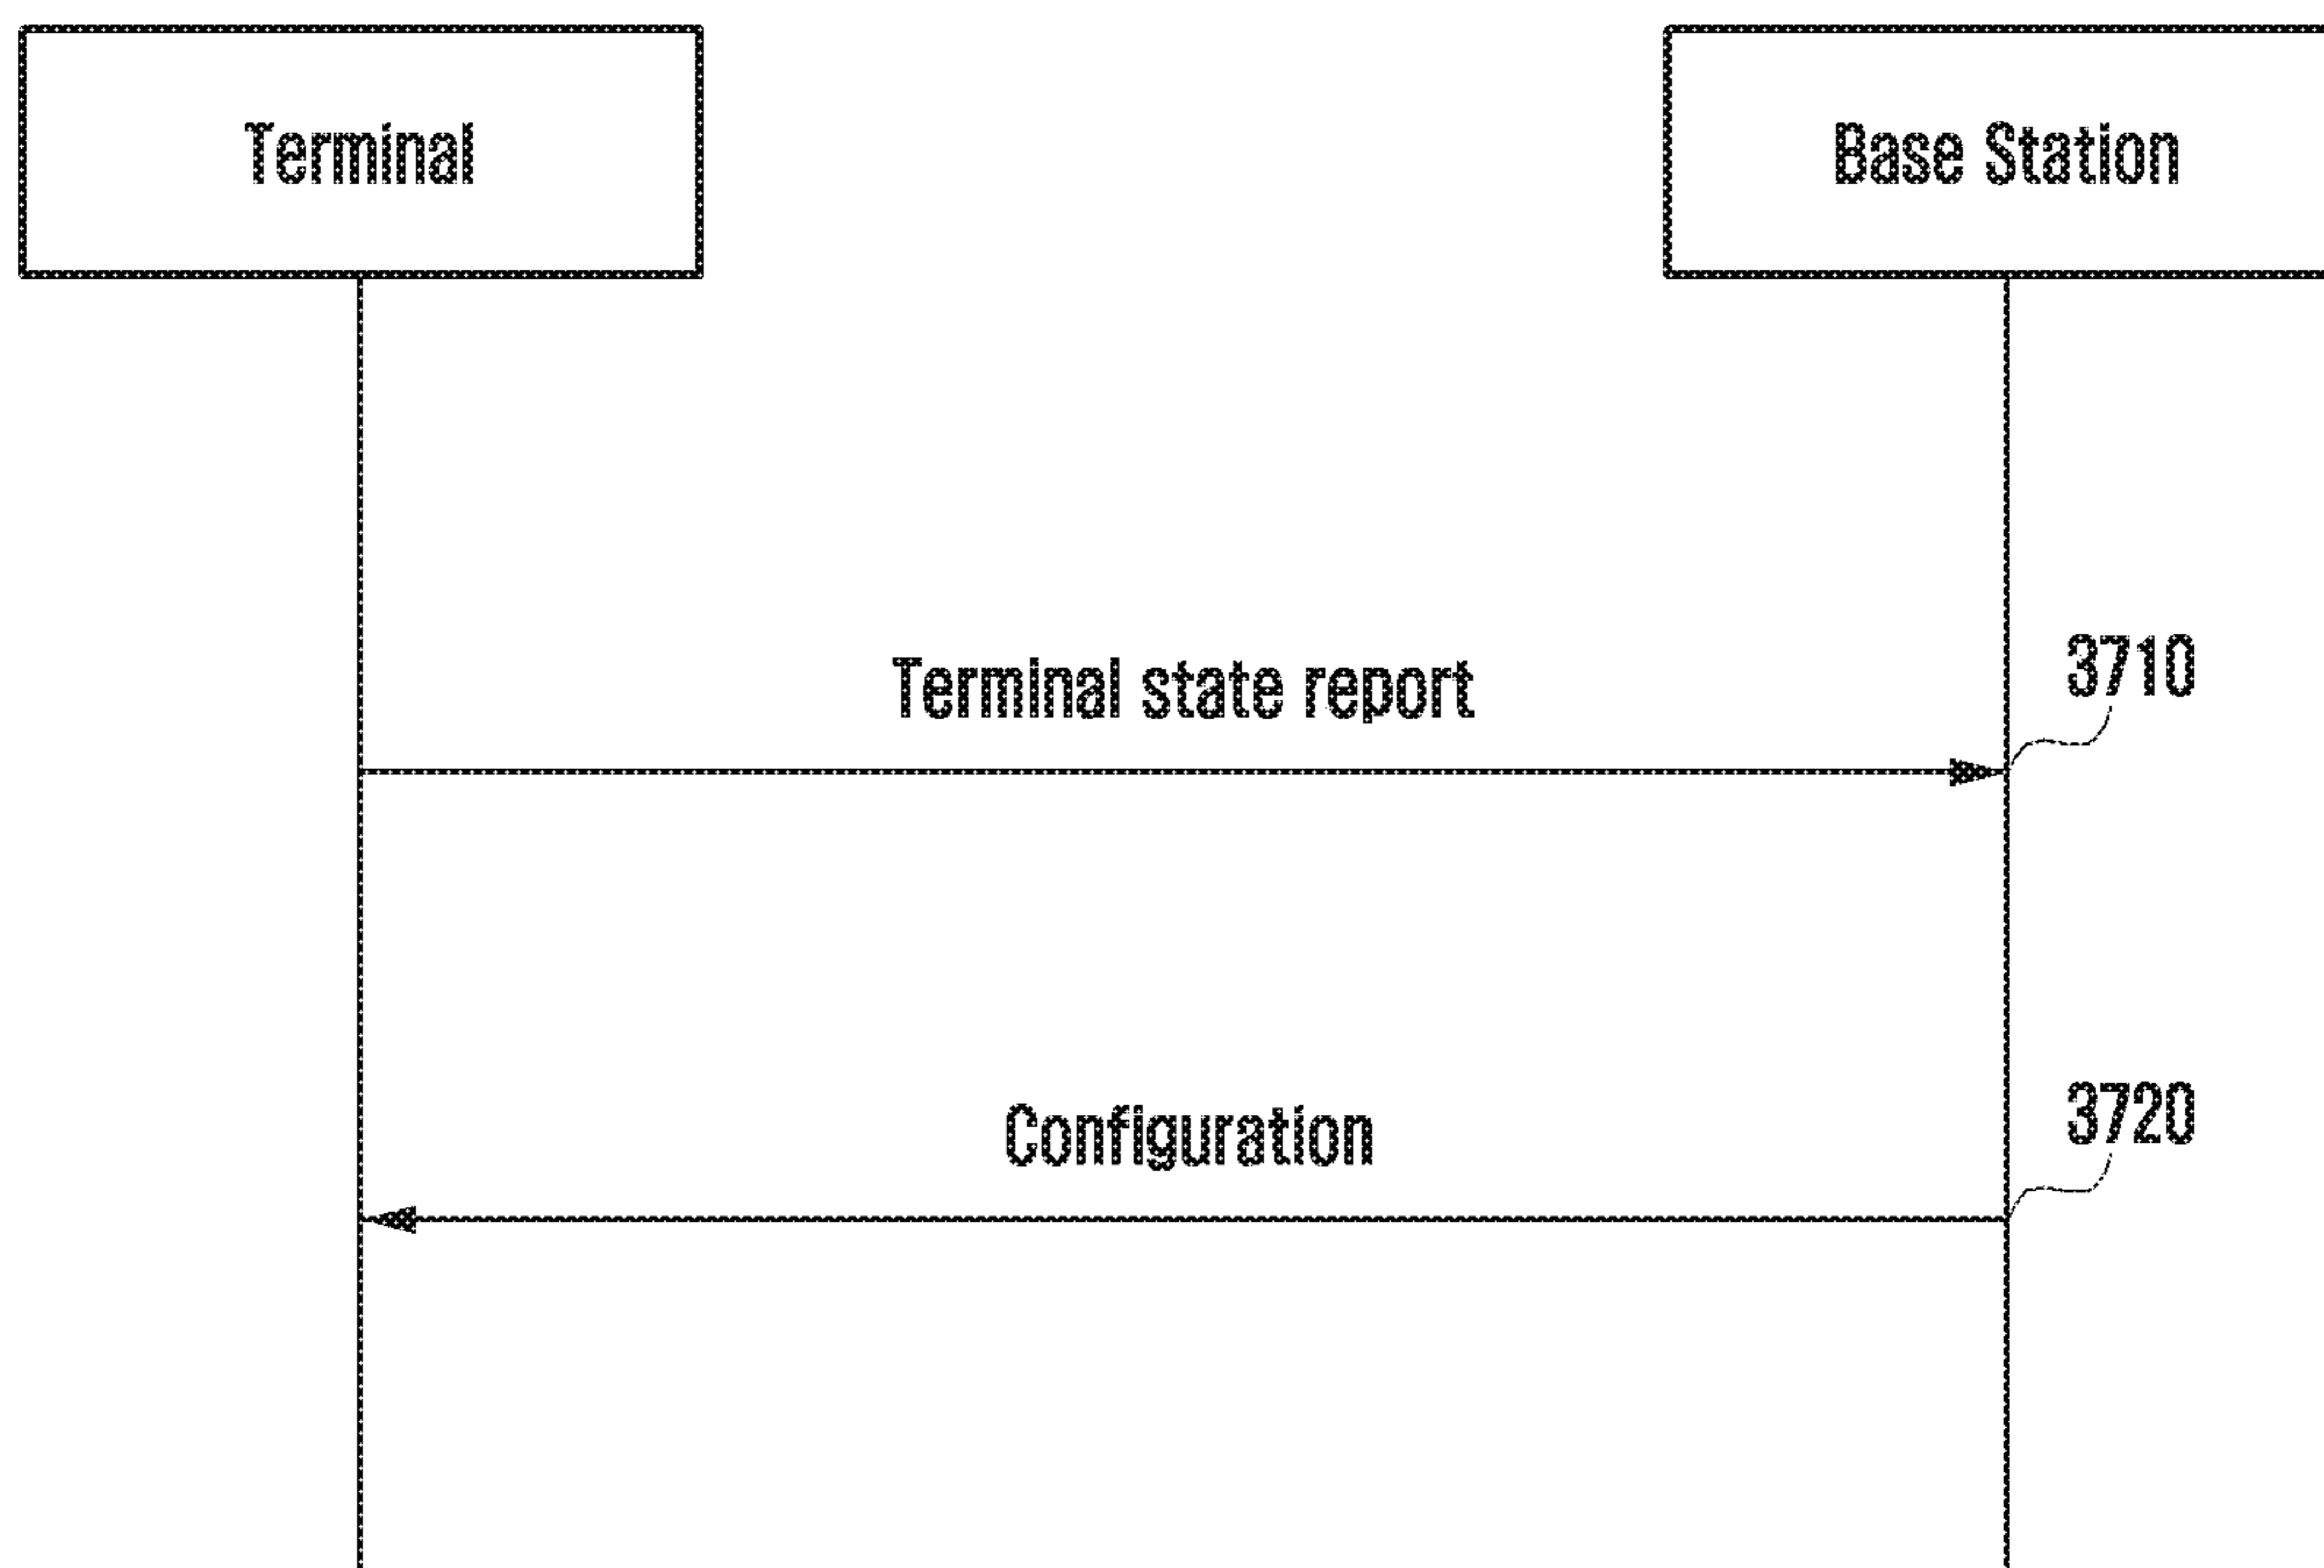 Terminal
Base Station
Terminal state report
3710
Configuration
3720